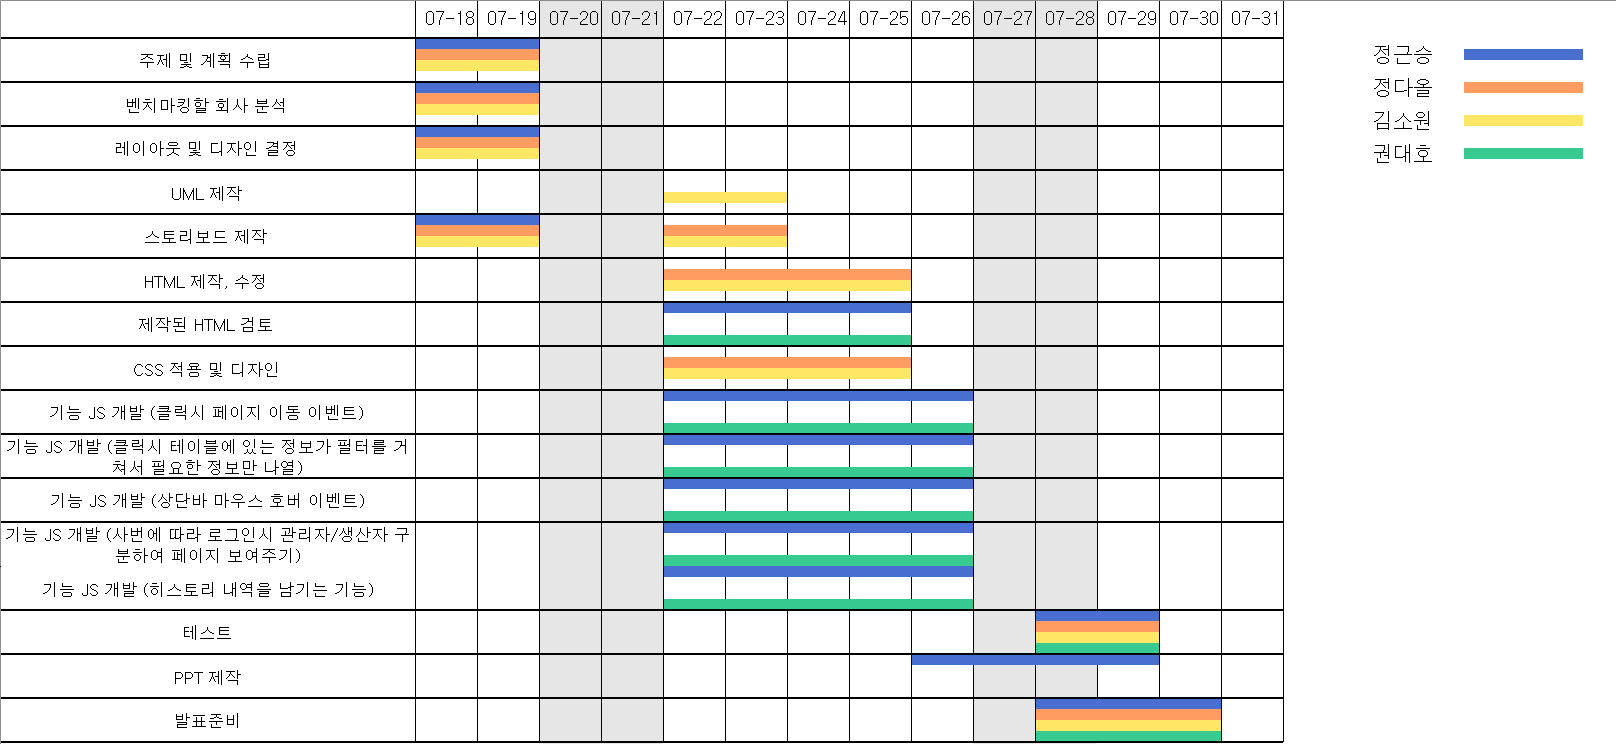 07-18 07-19 07-20 07-21 07-22 07-23 07-24 07-25 07-26 07-27 07-28 07-29 07-30 07-31
주제 및 계획 수립
벤치마킹할 회사 분석
레이아웃 및 디자인 결정
UML 제작
스토리보드 제작
HTML 제작, 수정
제작된 HTML 검토
CSS 적용 및 디자인
기능 JS 개발 (클릭시 페이지 이동 이벤트)
기능 JS 개발 (클릭시 테이블에 있는 정보가 필터를 거
쳐서 필요한 정보만 나열)
기능 JS 개발 (상단바 마우스 호버 이벤트)
기능 JS 개발 (사번에 따라 로그인시 관리자/생산자 구
분하여 페이지 보여주기)
기능 JS 개발 (히스토리 내역을 남기는 기능)
테스트
PPT 제작
발표준비
정근승
정다올
김소원
권대호